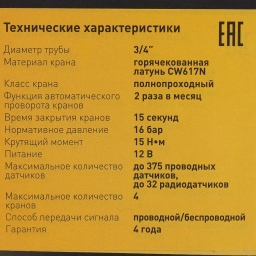 Технические характеристики
EAC
Диаметр трубы 3/4"
Материал крана горячекованная
латунь CW617N
Класс крана полнопроходный
Функция автоматического
проворота кранов 2 раза в месяц
Время закрытия кранов 15 секунд
Нормативное давление 16 бар
Крутящий момент 15 Н•м
Питание 12 В
Максимальное количество до 375 проводных
датчиков датчиков,
до 32 радиодатчиков
Максимальное количество 4
кранов
Способ передачи сигнала проводной/беспроводной
Гарантия 4 года